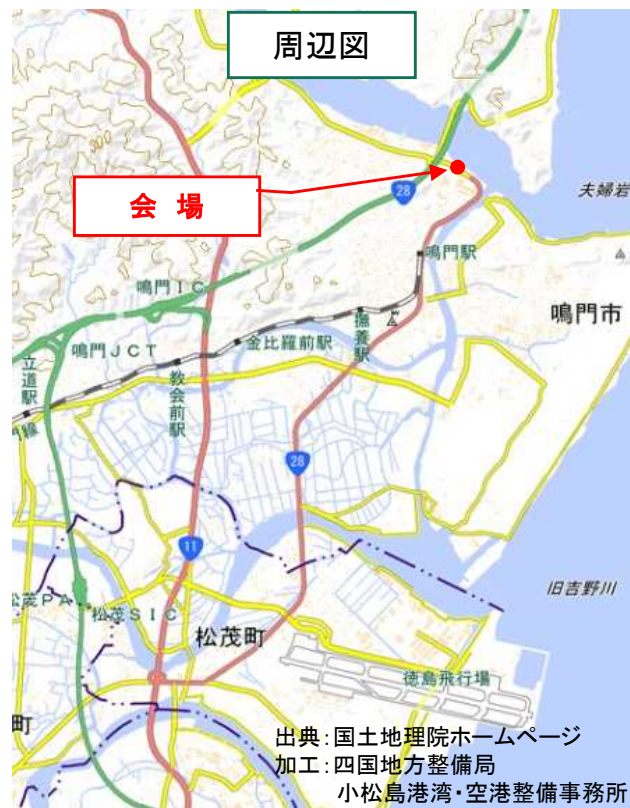 周辺図
会 場
28
夫婦岩
鳴門駅
鳴門IC
鳴門市
撫養駅
金比羅前駅
鳴門JCT
立道駅
教会前駅
門線
28
11
旧吉野川
松茂PA
松茂SIC
松茂町
徳島飛行場
町
出典:国土地理院ホームページ
加工:四国地方整備局
小松島港湾・空港整備事務所